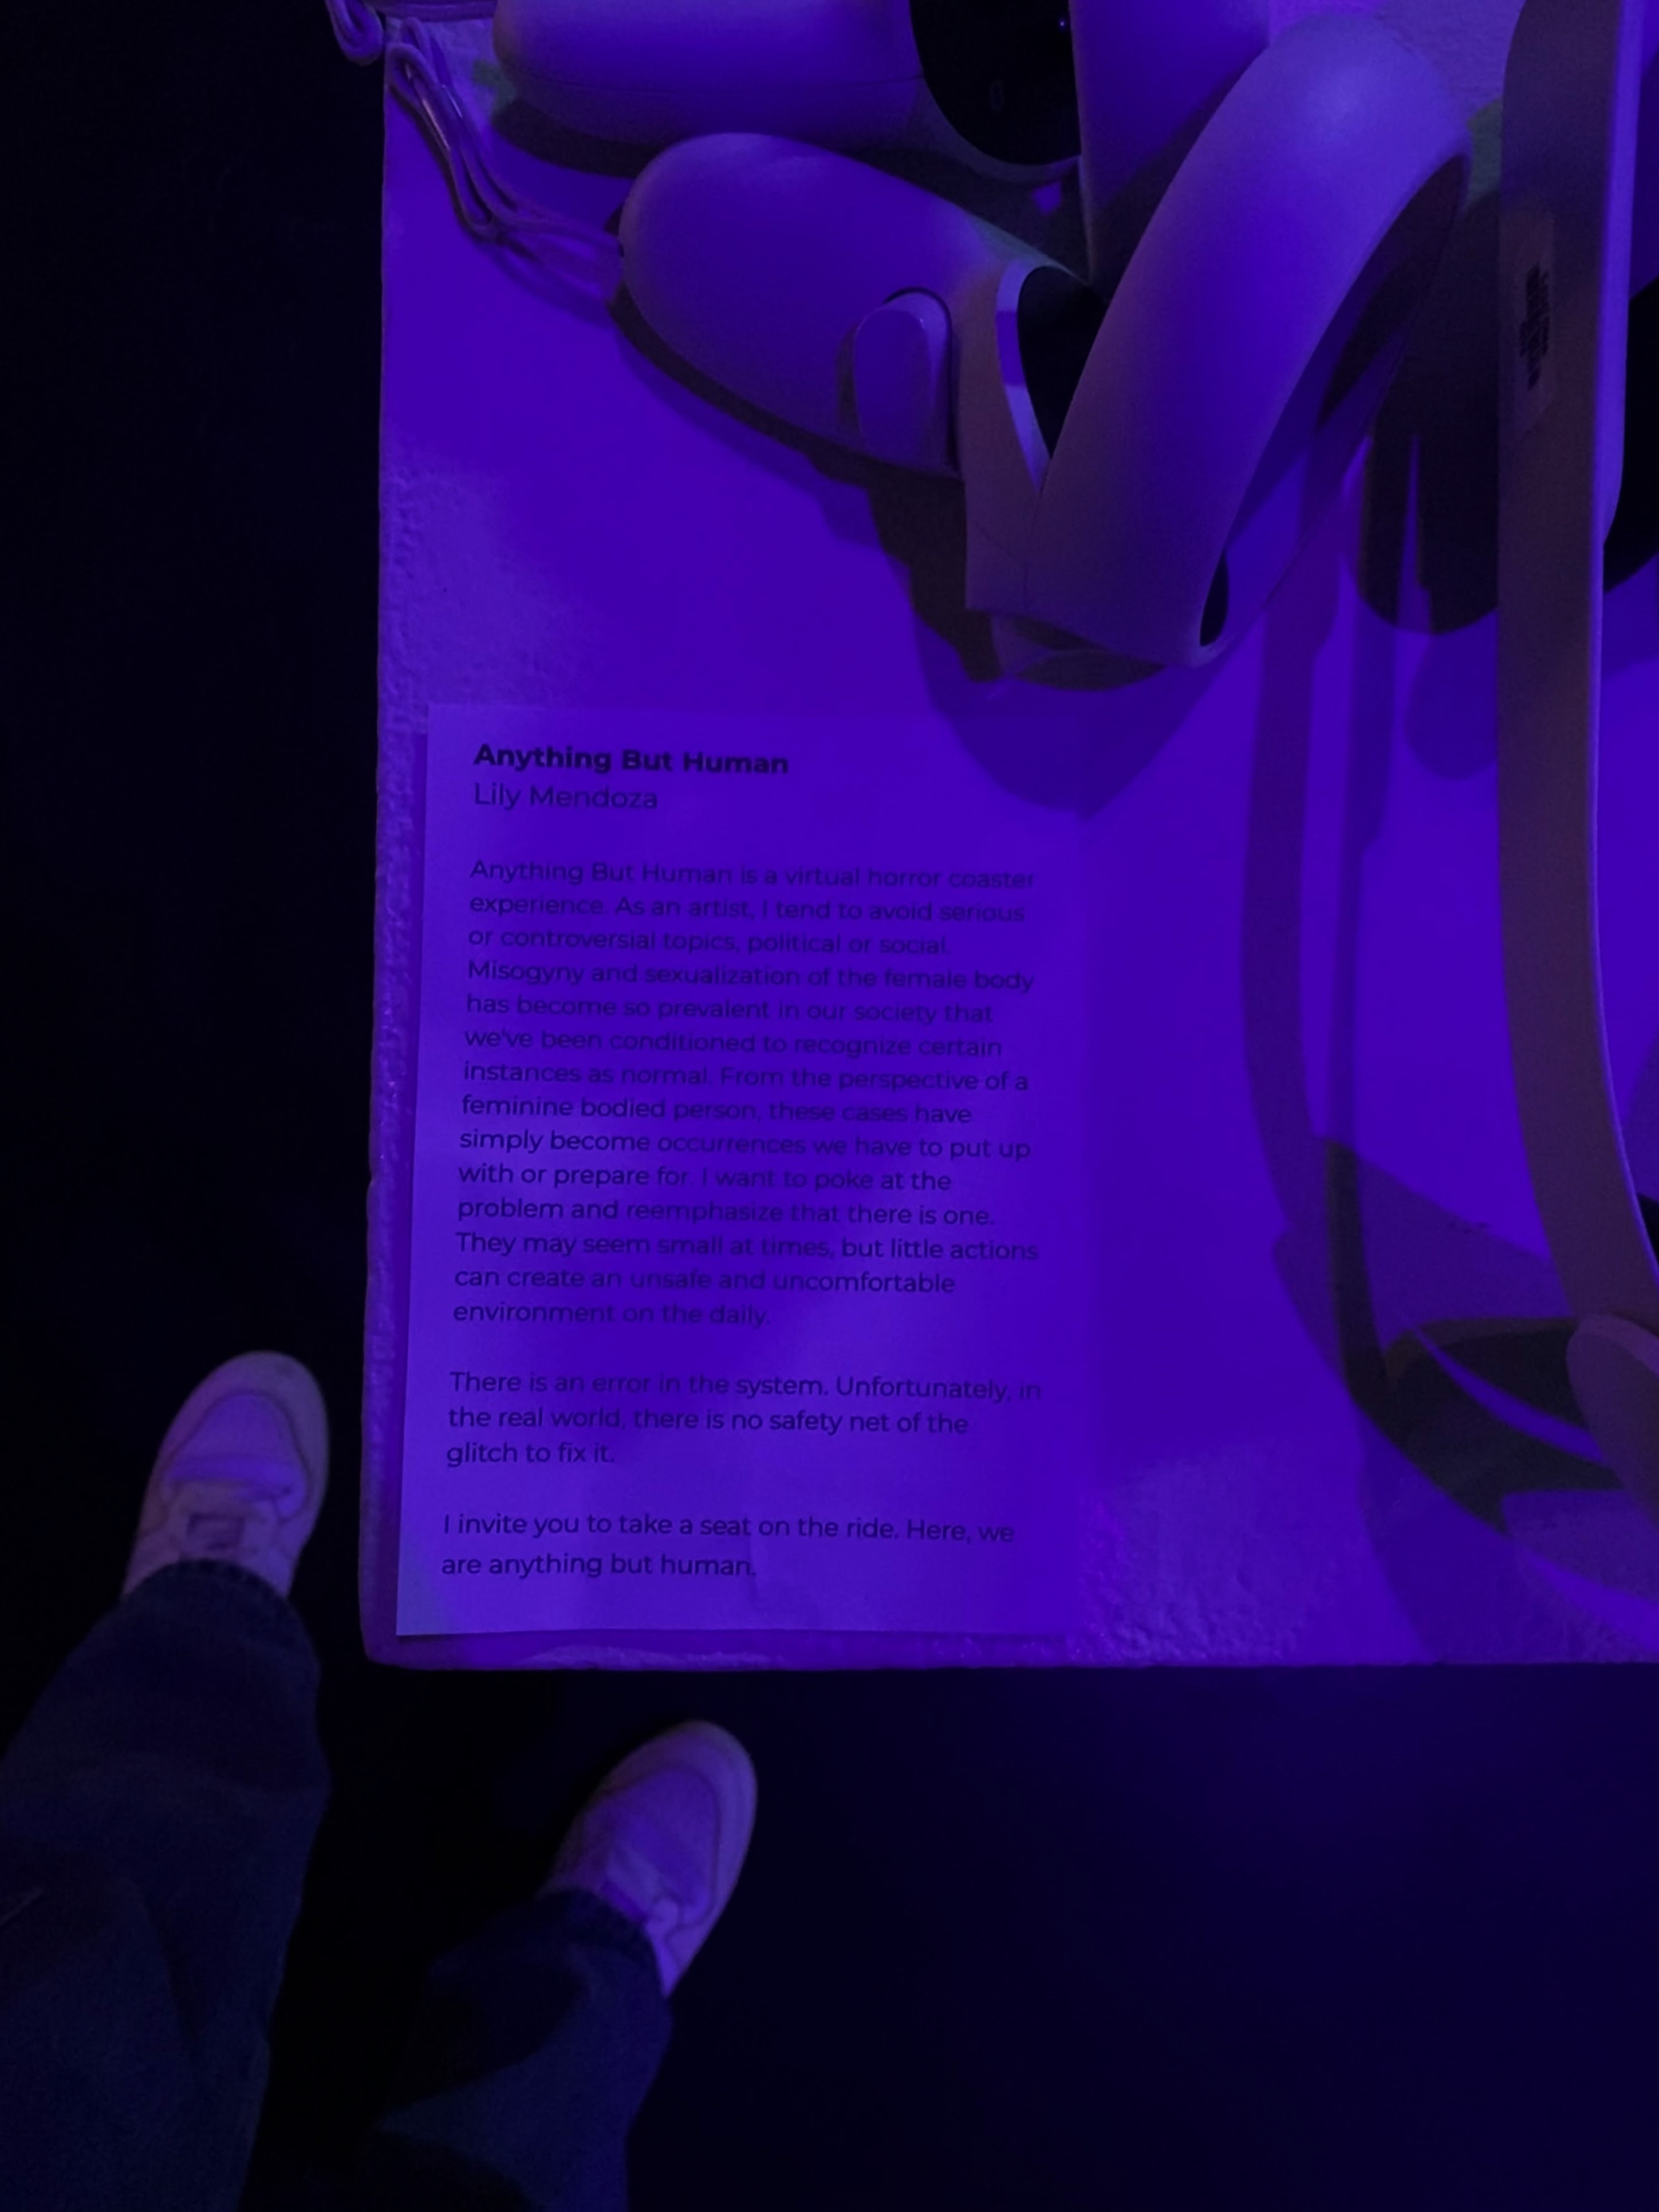 Anything But Human
Lily Mendoza
Anything But Human is a virtual horror coaster
experience. As an artist, I tend to avoid serious
or controversial topics, political or social.
Misogyny and sexualization of the female body
has become so prevalent in our society that
we've been conditioned to recognize certain
instances as normal. From the perspective of a
feminine bodied person, these cases have
simply become occurrences we have to put up
with or prepare for. I want to poke at the
problem and reemphasize that there is one.
They may seem small at times, but little actions
can create an unsafe and uncomfortable
environment on the daily.
There is an error in the system. Unfortunately, in
the real world, there is no safety net of the
glitch to fix it.
I invite you to take a seat on the ride. Here, we
are anything but human.